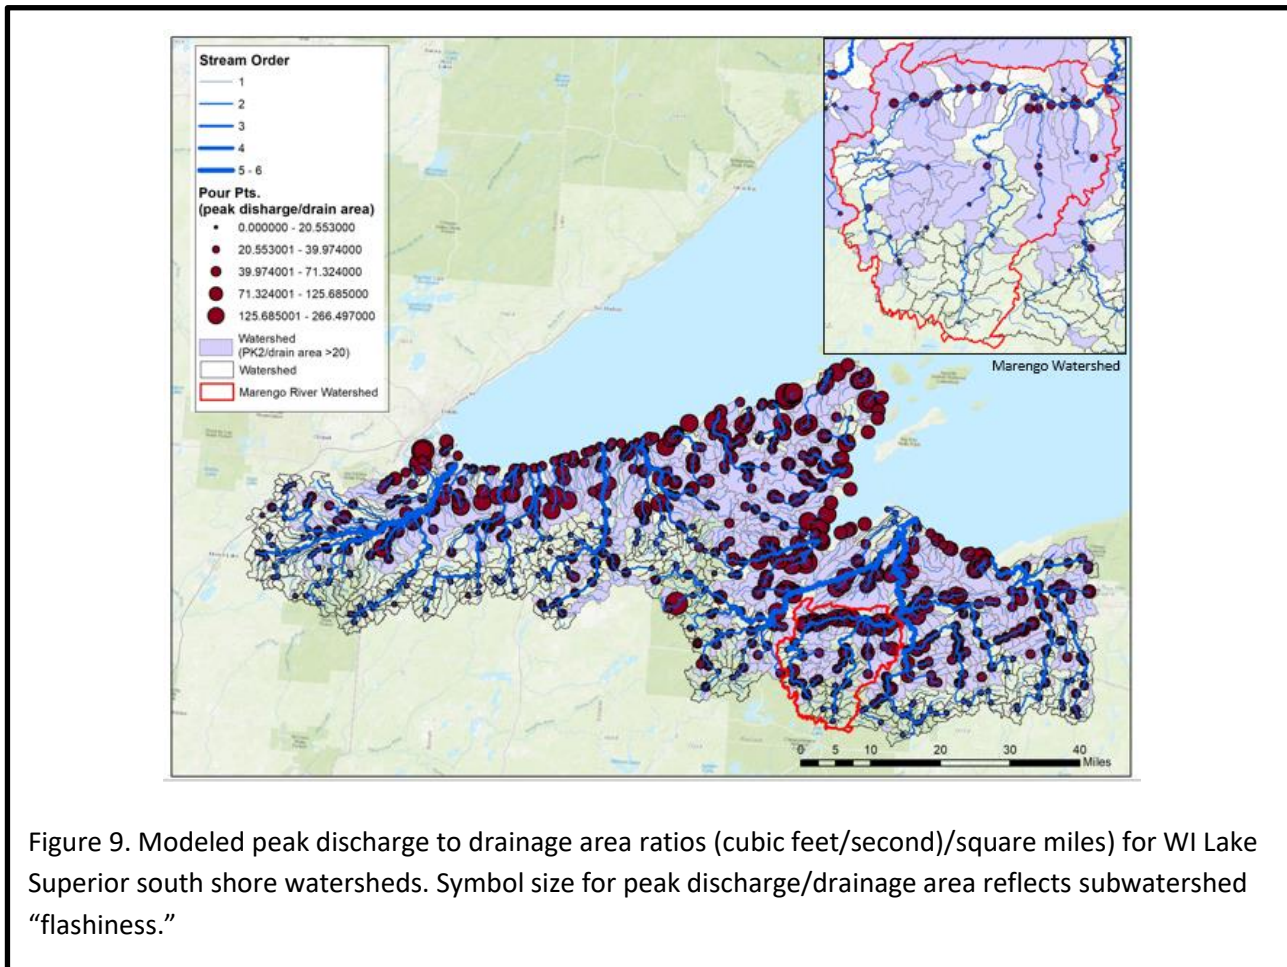 Stream Order
1
2
3
4
5 - 6
Pour Pts.
(peak disharge/drain area)
0.000000 - 20.553000
20.553001 - 39.974000
39.974001 - 71.324000
71.324001 - 125.685000
125.685001 - 266.497000
Watershed
(PK2/drain area >20)
Watershed
Marengo River Watershed
Marengo Watershed
0 5 10 20 30 40
Miles
Figure 9. Modeled peak discharge to drainage area ratios (cubic feet/second)/square miles) for WI Lake
Superior south shore watersheds. Symbol size for peak discharge/drainage area reflects subwatershed
“flashiness.”